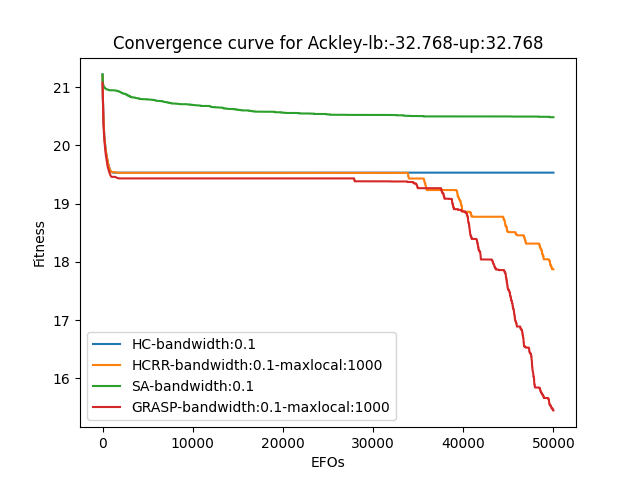 Convergence curve for Ackley-lb:-32.768-up:32.768
21
20
19
18
17
16
Fitness
HC-bandwidth:0.1
HCRR-bandwidth:0.1-maxlocal:1000
SA-bandwidth:0.1
GRASP-bandwidth:0.1-maxlocal:1000
0 10000 20000 30000 40000 50000
EFOs